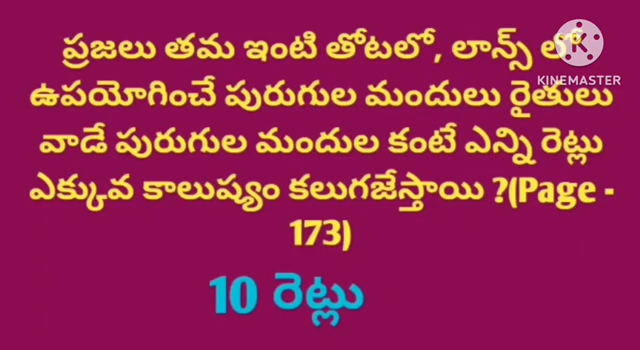 ప్రజలు తమ ఇంటి తోటలో, లాన్స్ లో
KINEMASTER
ఉపయోగించే పురుగుల మందులు రైతులు
వాడే పురుగుల మందుల కంటే ఎన్ని రెట్లు
ఎక్కువ కాలుష్యం కలుగజేస్తాయి ?(Page -
173)
10 రెట్లు